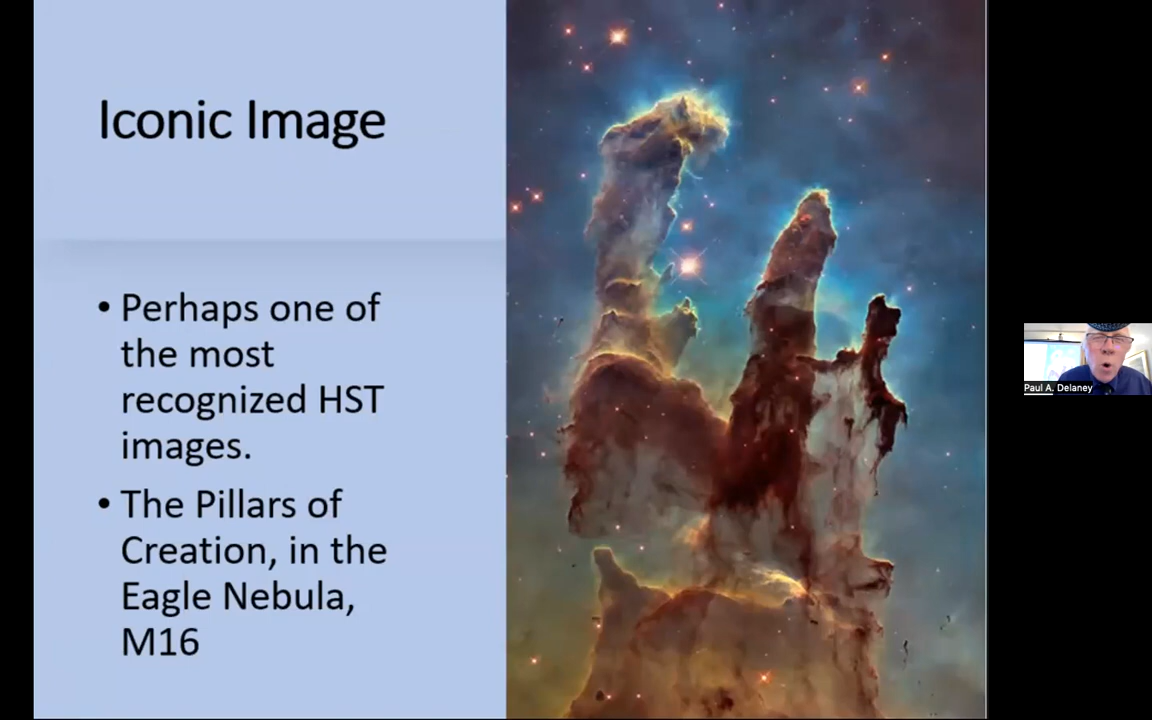 Iconic Image
• Perhaps one of
the most
recognized HST
images.
• The Pillars of
Creation, in the
Eagle Nebula,
M16
Paul A. Delaney